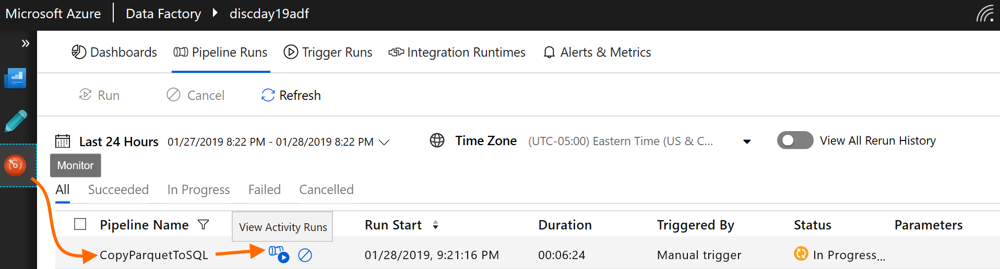 Microsoft Azure Data Factory discday19adf
Dashboards Pipeline Runs Trigger Runs Integration Runtimes Alerts & Metrics
Run Cancel Refresh
Last 24 Hours 01/27/2019 8:22 PM - 01/28/2019 8:22 PM Time Zone (UTC-05:00) Eastern Time (US & C... View All Rerun History
Monitor
All Succeeded In Progress Failed Cancelled
Pipeline Name View Activity Runs Run Start Duration Triggered By Status Parameters
CopyParquetToSQL 01/28/2019, 9:21:16 PM 00:06:24 Manual trigger In Progress...